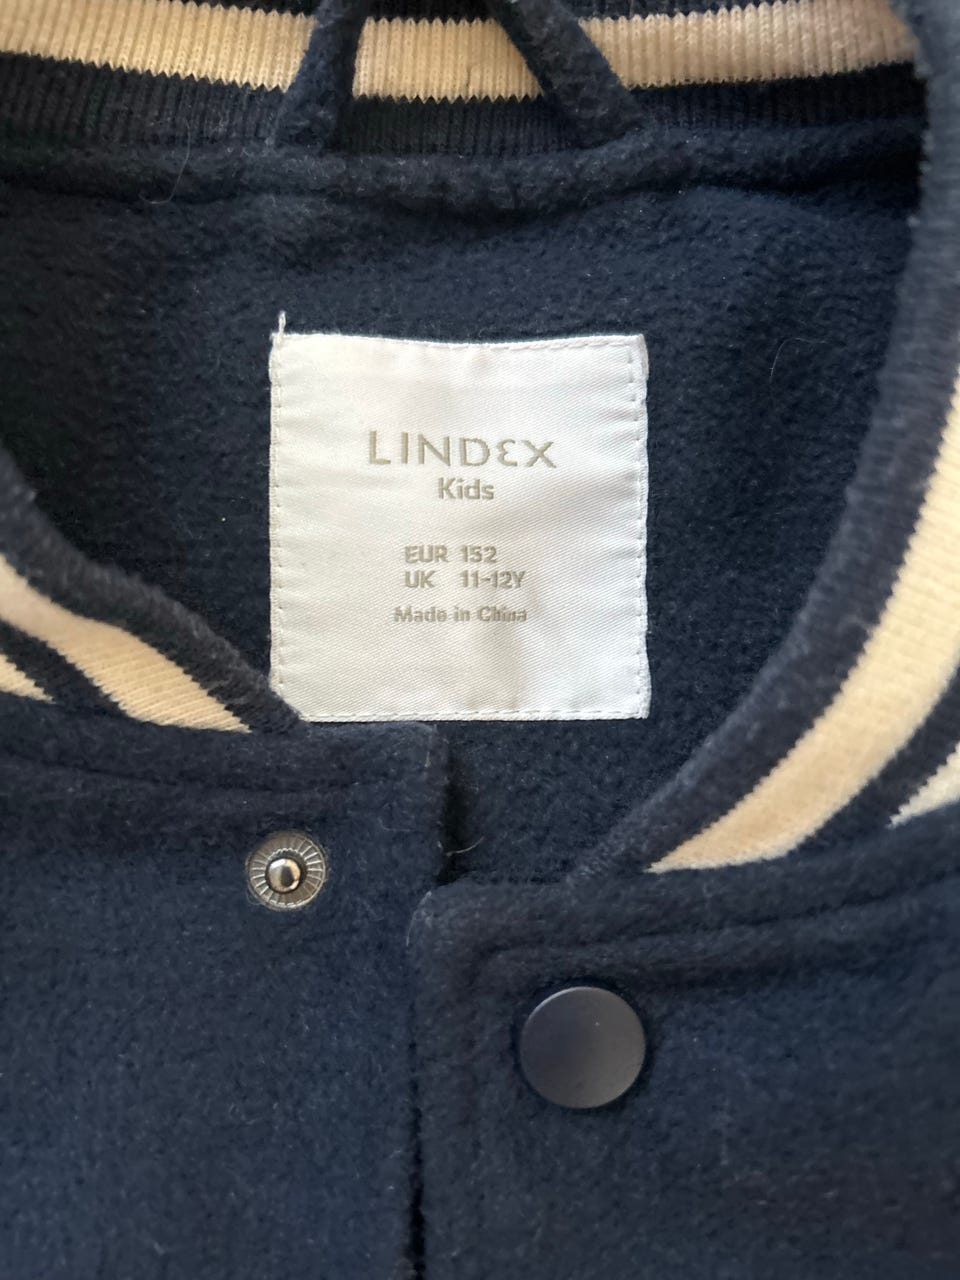 LINDEX
Kids
EUR 152
UK 11-12Y
Made in China